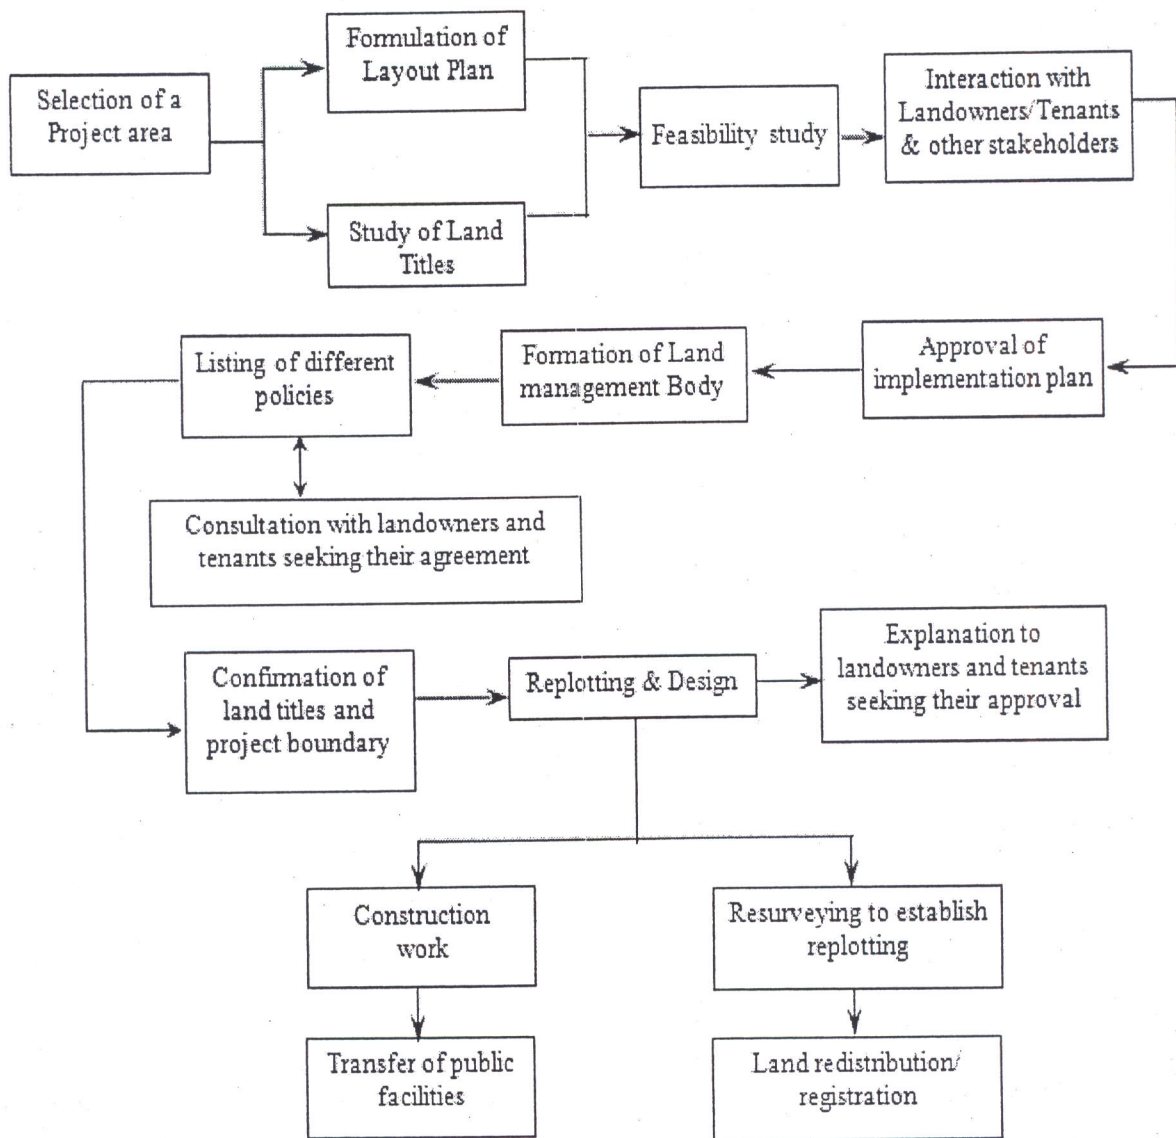 Selection of a
Project area
Formulation of
Layout Plan
Study of Land
Titles
Feasibility study
Interaction with
Landowners/Tenants
& other stakeholders
Approval of
implementation plan
Formation of Land
management Body
Listing of different
policies
Consultation with landowners and
tenants seeking their agreement
Confirmation of
land titles and
project boundary
Replotting & Design
Explanation to
landowners and tenants
seeking their approval
Construction
work
Resurveying to establish
replotting
Transfer of public
facilities
Land redistribution/
registration